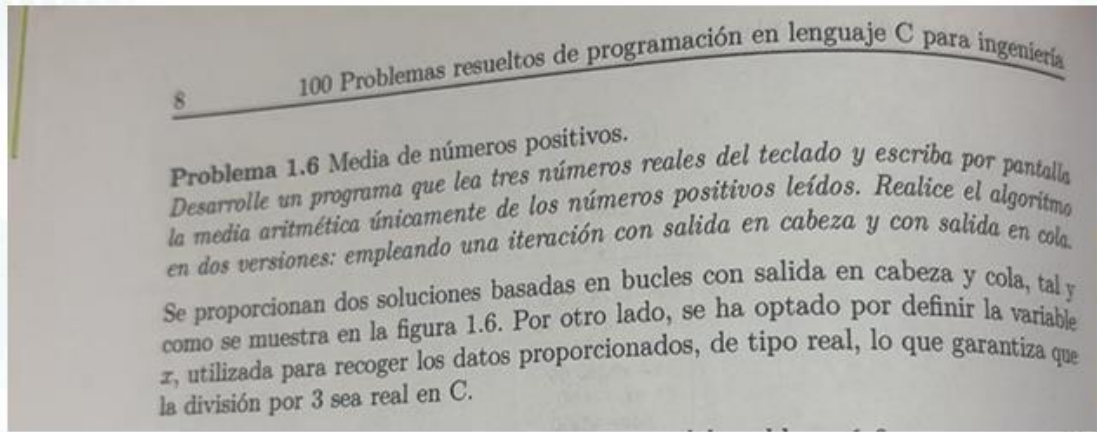 8 100 Problemas resueltos de programación en lenguaje C para ingeniería
Problema 1.6 Media de números positivos.
Desarrolle un programa que lea tres números reales del teclado y escriba por pantalla
la media aritmética únicamente de los números positivos leídos. Realice el algoritmo
en dos versiones: empleando una iteración con salida en cabeza y con salida en cola.
Se proporcionan dos soluciones basadas en bucles con salida en cabeza y cola, tal y
como se muestra en la figura 1.6. Por otro lado, se ha optado por definir la variable
x, utilizada para recoger los datos proporcionados, de tipo real, lo que garantiza que
la división por 3 sea real en C.